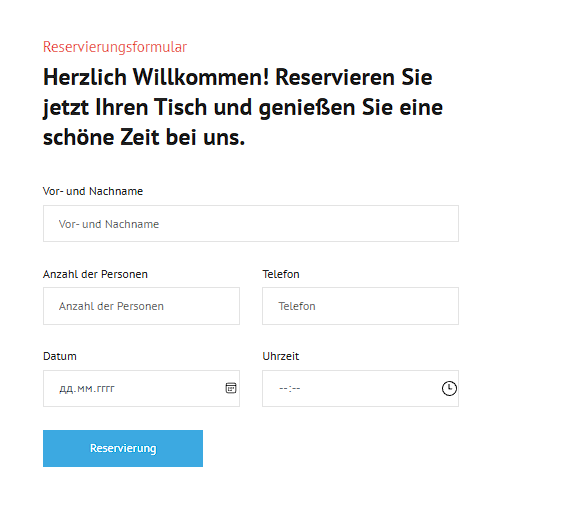 Reservierungsformular
Herzlich Willkommen! Reservieren Sie
jetzt Ihren Tisch und genießen Sie eine
schöne Zeit bei uns.
Vor- und Nachname
Vor- und Nachname
Anzahl der Personen Telefon
Anzahl der Personen Telefon
Datum Uhrzeit
дд.мм.гггг --:--
Reservierung